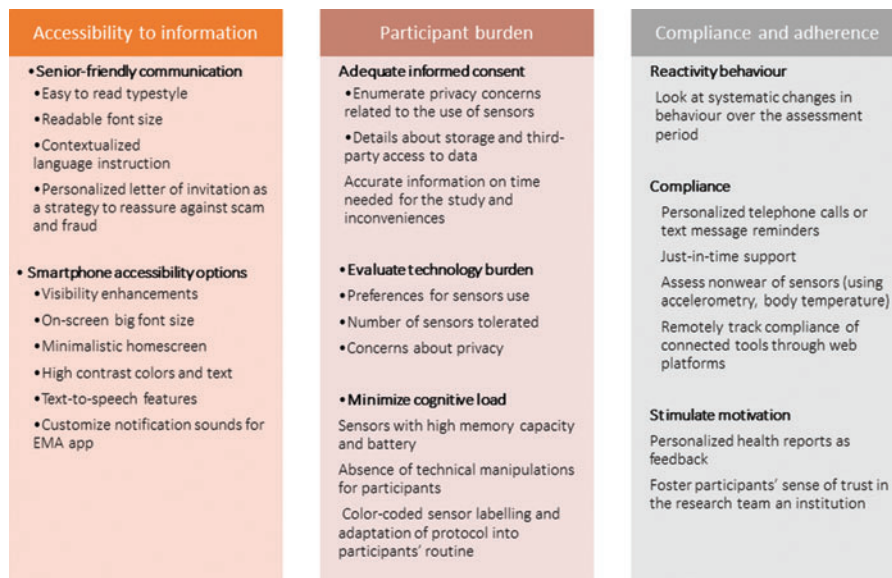 Accessibility to information
•Senior-friendly communication
•Easy to read typestyle
•Readable font size
•Contextualized
language instruction
•Personalized letter of invitation as
a strategy to reassure against scam
and fraud
• Smartphone accessibility options
•Visibility enhancements
•On-screen big font size
•Minimalistic homescreen
•High contrast colors and text
•Text-to-speech features
•Customize notification sounds for
EMA app
Participant burden
Adequate informed consent
•Enumerate privacy concerns
related to the use of sensors
•Details about storage and third-
party access to data
Accurate information on time
needed for the study and
inconveniences
•Evaluate technology burden
•Preferences for sensors use
•Number of sensors tolerated
•Concerns about privacy
•Minimize cognitive load
Sensors with high memory capacity
and battery
Absence of technical manipulations
for participants
Color-coded sensor labelling and
adaptation of protocol into
participants' routine
Compliance and adherence
Reactivity behaviour
Look at systematic changes in
behaviour over the assessment
period
Compliance
Personalized telephone calls or
text message reminders
Just-in-time support
Assess nonwear of sensors (using
accelerometry, body temperature)
Remotely track compliance of
connected tools through web
platforms
Stimulate motivation
Personalized health reports as
feedback
Foster participants' sense of trust in
the research team an institution